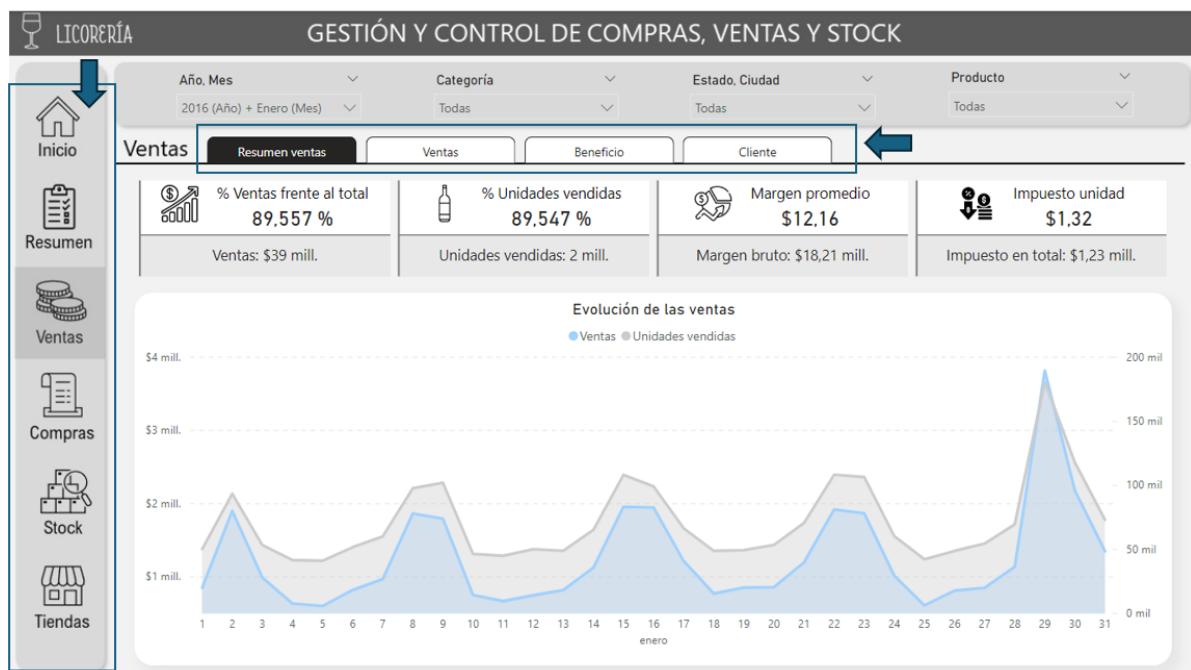 LICORERÍA
GESTIÓN Y CONTROL DE COMPRAS, VENTAS Y STOCK
Inicio
Resumen
Ventas
Compras
Stock
Tiendas
Año, Mes
2016 (Año) + Enero (Mes)
Categoría
Todas
Estado, Ciudad
Todas
Producto
Todas
Ventas
Resumen ventas
Ventas
Beneficio
Cliente
% Ventas frente al total
89,557 %
Ventas: $39 mill.
% Unidades vendidas
89,547 %
Unidades vendidas: 2 mill.
Margen promedio
$12,16
Margen bruto: $18,21 mill.
Impuesto unidad
$1,32
Impuesto en total: $1,23 mill.
Evolución de las ventas
Ventas Unidades vendidas
$4 mill.
$3 mill.
$2 mill.
$1 mill.
200 mil
150 mil
100 mil
50 mil
0 mil
1 2 3 4 5 6 7 8 9 10 11 12 13 14 15 16 17 18 19 20 21 22 23 24 25 26 27 28 29 30 31
enero